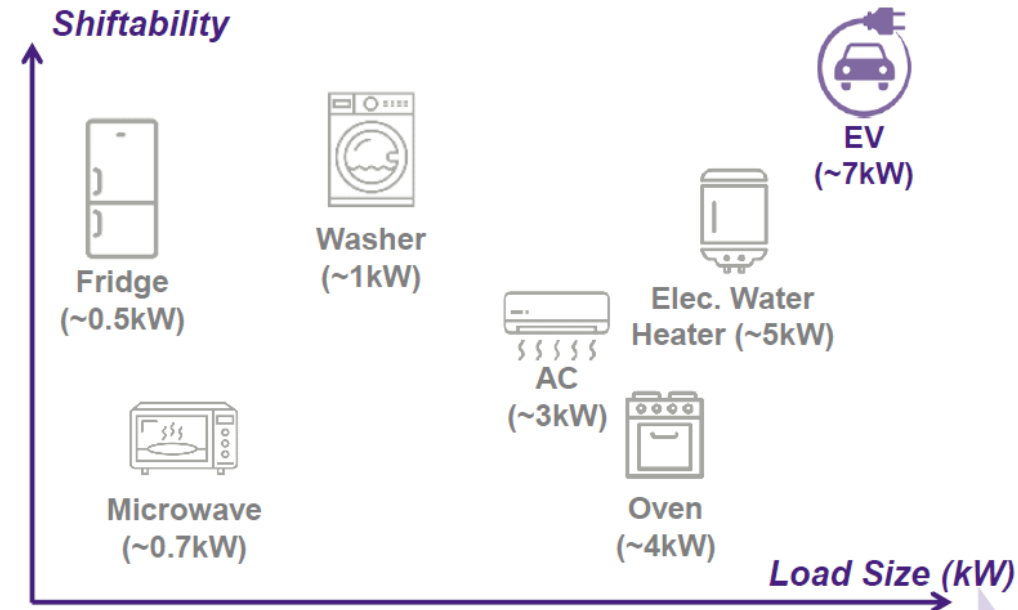 Shiftability
EV
(~7kW)
Washer
(~1kW)
Fridge
(~0.5kW)
Elec. Water
Heater (~5kW)
AC
(~3kW)
Microwave
(~0.7kW)
Oven
(~4kW)
Load Size (kW)